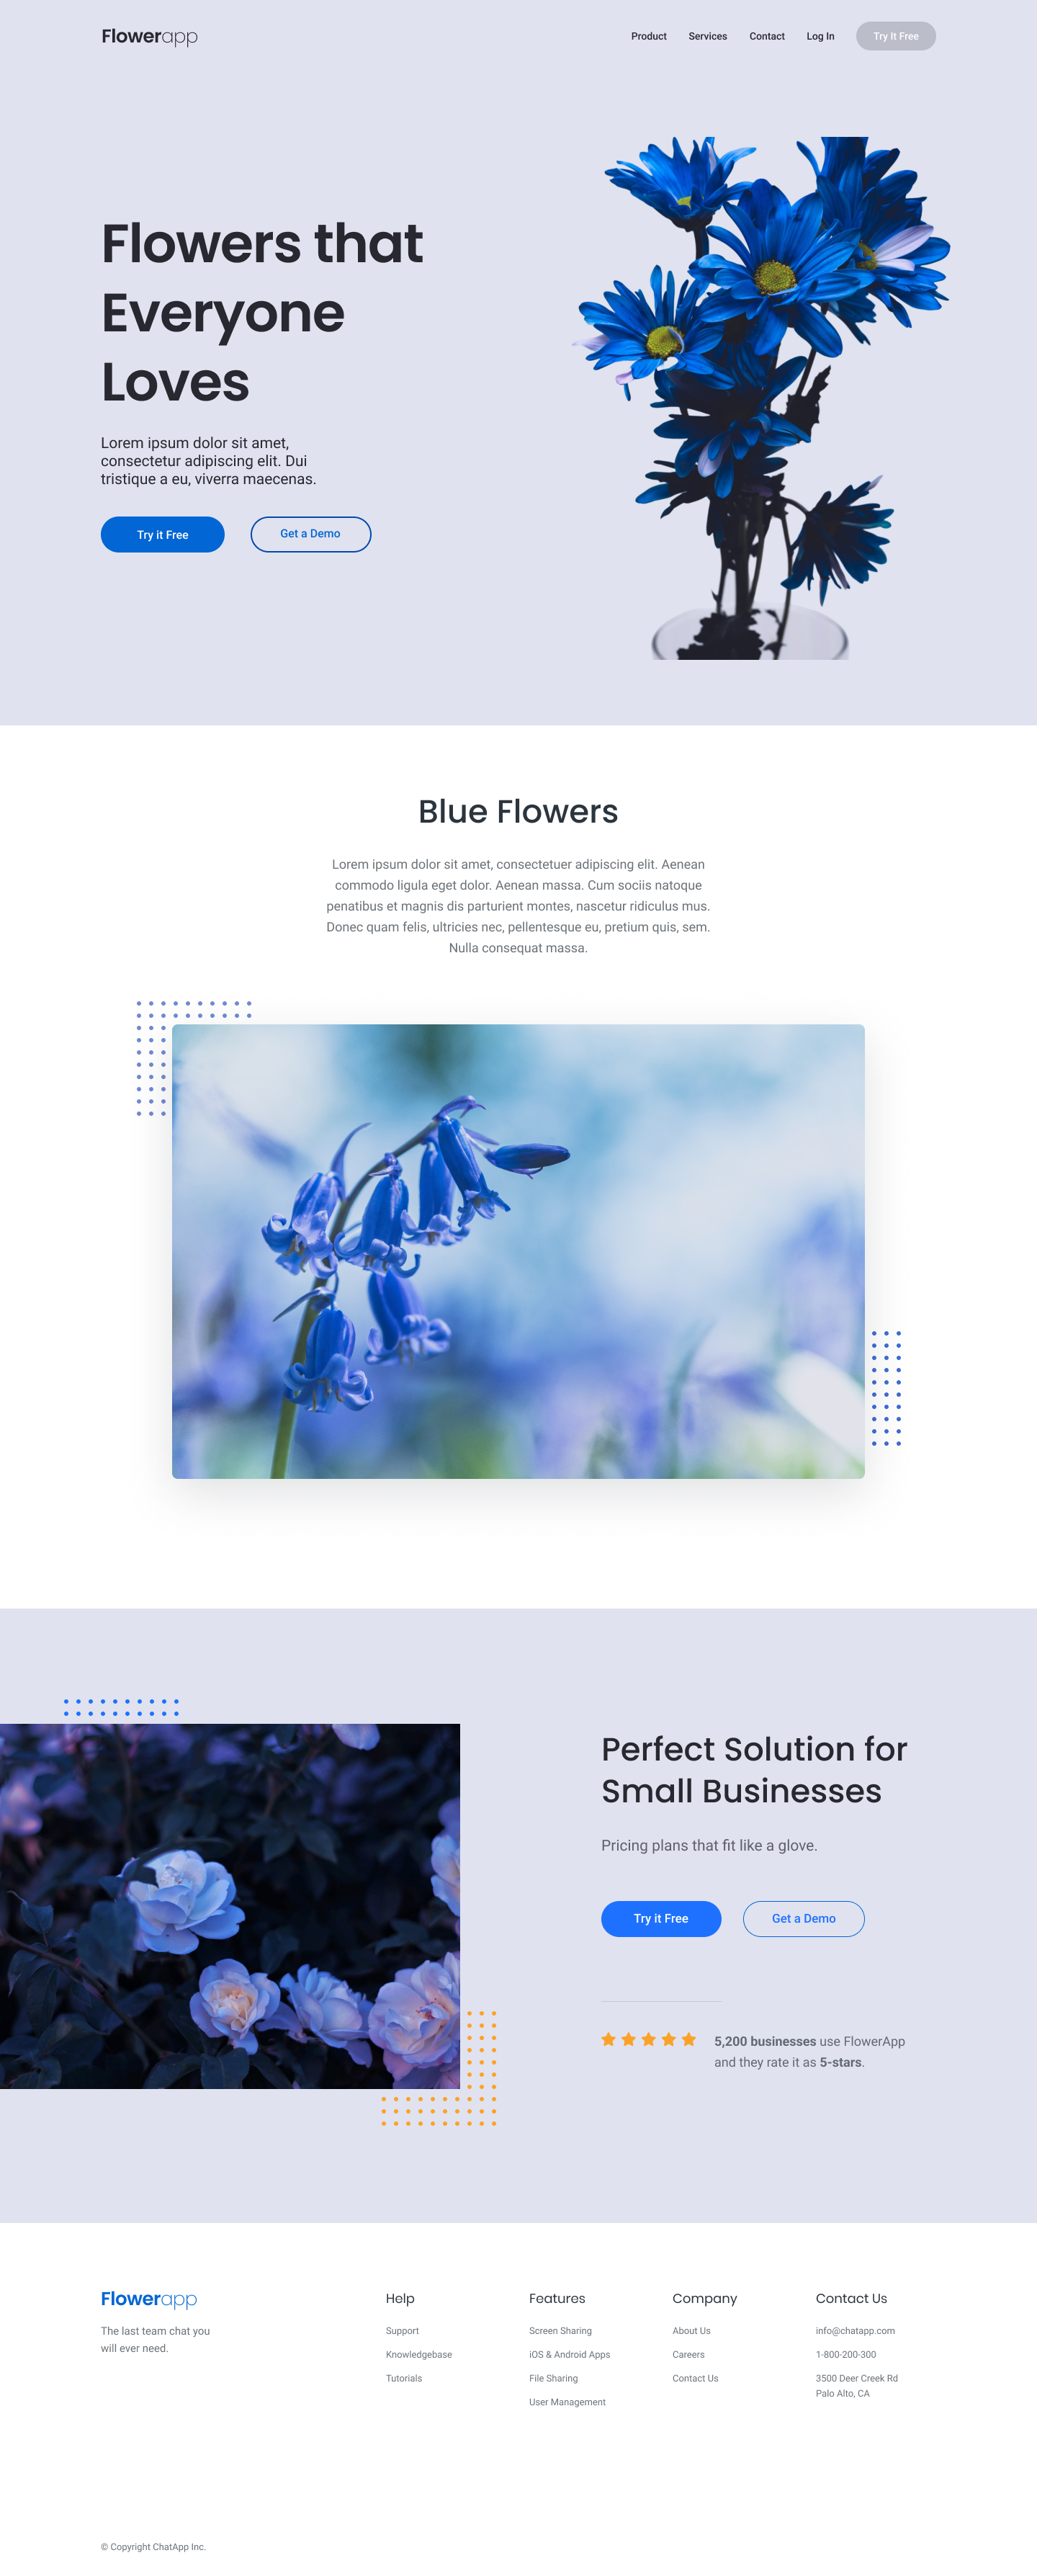 Flowerapp
Product Services Contact Log In Try It Free
Flowers that
Everyone
Loves
Lorem ipsum dolor sit amet,
consectetur adipiscing elit. Dui
tristique a eu, viverra maecenas.
Try it Free Get a Demo
Blue Flowers
Lorem ipsum dolor sit amet, consectetuer adipiscing elit. Aenean
commodo ligula eget dolor. Aenean massa. Cum sociis natoque
penatibus et magnis dis parturient montes, nascetur ridiculus mus.
Donec quam felis, ultricies nec, pellentesque eu, pretium quis, sem.
Nulla consequat massa.
Perfect Solution for
Small Businesses
Pricing plans that fit like a glove.
Try it Free Get a Demo
5,200 businesses use FlowerApp
and they rate it as 5-stars.
Flowerapp
The last team chat you
will ever need.
Help
Support
Knowledgebase
Tutorials
Features
Screen Sharing
iOS & Android Apps
File Sharing
User Management
Company
About Us
Careers
Contact Us
Contact Us
info@chatapp.com
1-800-200-300
3500 Deer Creek Rd
Palo Alto, CA
© Copyright ChatApp Inc.